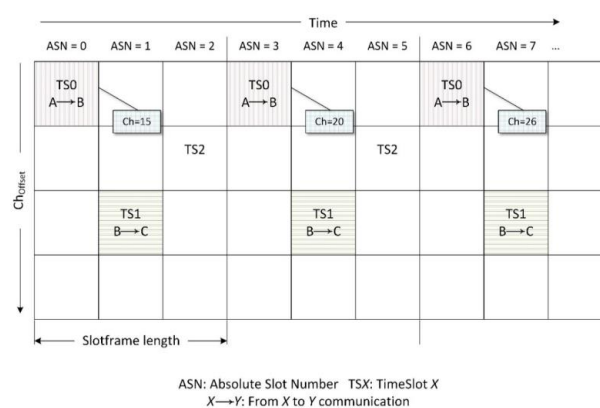 Time
ASN = 0 ASN = 1 ASN = 2 ASN = 3 ASN = 4 ASN = 5 ASN = 6 ASN = 7 ...
TS0 TS0 TS0
A→B A→B A→B
Ch=15 Ch=20 Ch=26
TS2 TS2
Ch_Offset
TS1 TS1 TS1
B→C B→C B→C
Slotframe length
ASN: Absolute Slot Number TSX: TimeSlot X
X→Y: From X to Y communication